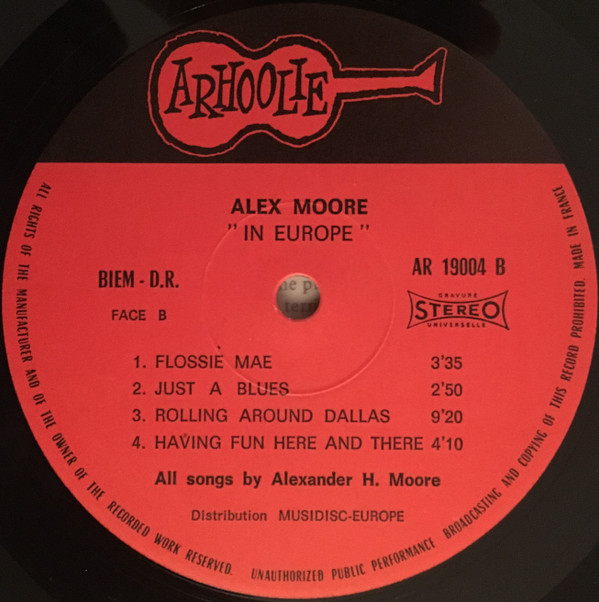 ARHOOLIE
ALEX MOORE
" IN EUROPE "
BIEM - D.R.
AR 19004 B
FACE B
GRAVURE
STEREO
UNIVERSELLE
1. FLOSSIE MAE 3'35
2. JUST A BLUES 2'50
3. ROLLING AROUND DALLAS 9'20
4. HAVING FUN HERE AND THERE 4'10
All songs by Alexander H. Moore
Distribution MUSIDISC-EUROPE
ALL RIGHTS OF THE MANUFACTURER AND OF THE OWNER OF THE RECORDED WORK RESERVED. UNAUTHORIZED PUBLIC PERFORMANCE BROADCASTING AND COPYING OF THIS RECORD PROHIBITED. MADE IN FRANCE